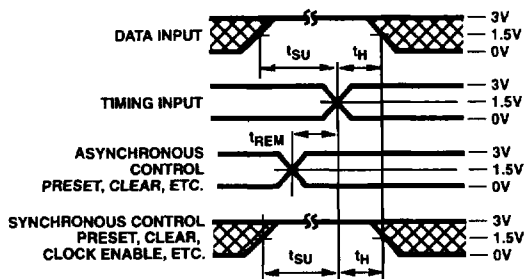 DATA INPUT
tSU
tH
3V
1.5V
0V
TIMING INPUT
3V
1.5V
0V
tREM
ASYNCHRONOUS
CONTROL
PRESET, CLEAR, ETC.
3V
1.5V
0V
SYNCHRONOUS CONTROL
PRESET, CLEAR,
CLOCK ENABLE, ETC.
tSU
tH
3V
1.5V
0V